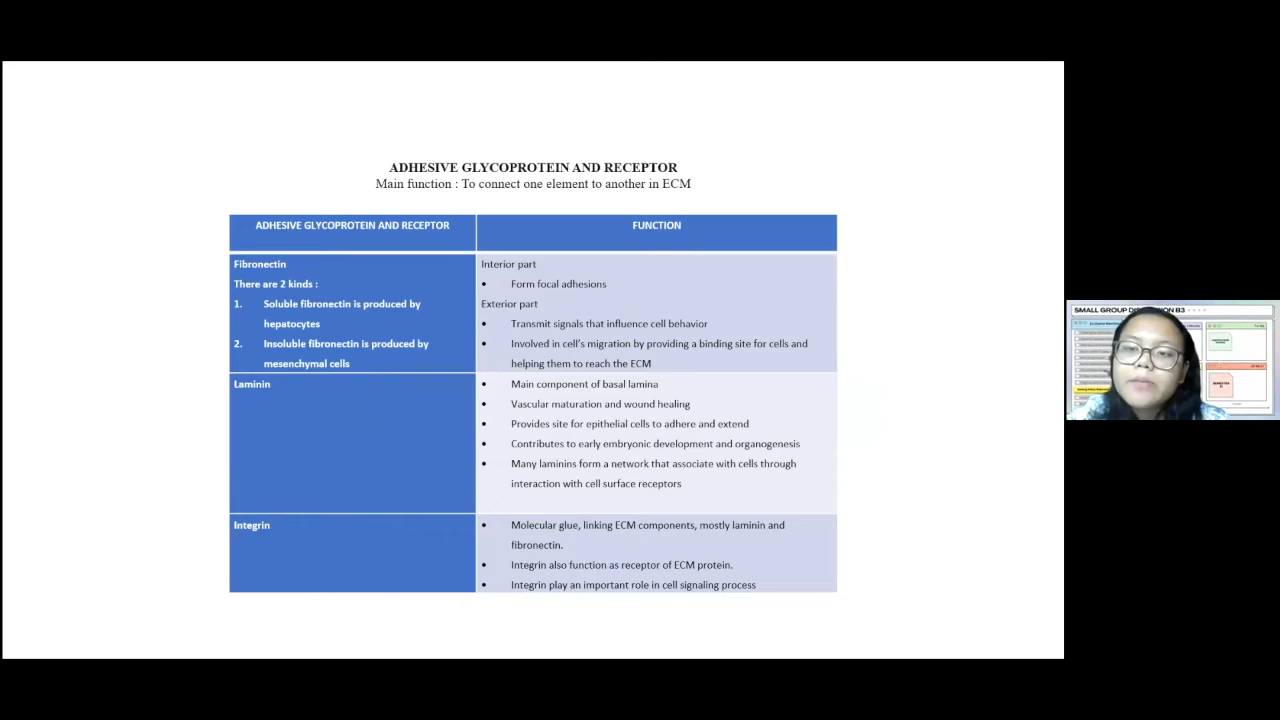 ADHESIVE GLYCOPROTEIN AND RECEPTOR
Main function : To connect one element to another in ECM
ADHESIVE GLYCOPROTEIN AND RECEPTOR
FUNCTION
Fibronectin
There are 2 kinds :
1. Soluble fibronectin is produced by
hepatocytes
2. Insoluble fibronectin is produced by
mesenchymal cells
Interior part
• Form focal adhesions
Exterior part
• Transmit signals that influence cell behavior
• Involved in cell's migration by providing a binding site for cells and
helping them to reach the ECM
Laminin
• Main component of basal lamina
• Vascular maturation and wound healing
• Provides site for epithelial cells to adhere and extend
• Contributes to early embryonic development and organogenesis
• Many laminins form a network that associate with cells through
interaction with cell surface receptors
Integrin
• Molecular glue, linking ECM components, mostly laminin and
fibronectin.
• Integrin also function as receptor of ECM protein.
• Integrin play an important role in cell signaling process
SMALL GROUP B3